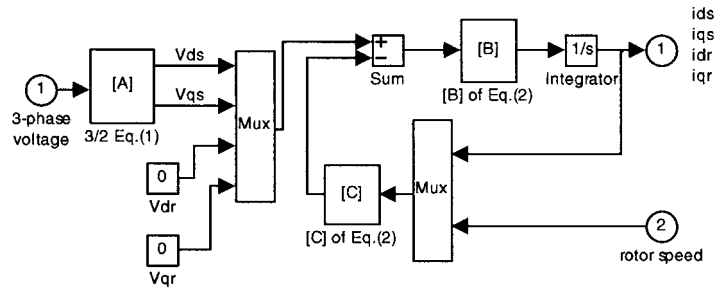 1
3-phase
voltage
[A]
3/2 Eq.(1)
Vds
Vqs
0
Vdr
0
Vqr
Mux
+
−
Sum
[B]
[B] of Eq.(2)
1/s
Integrator
1
ids
iqs
idr
iqr
[C]
[C] of Eq.(2)
Mux
2
rotor speed